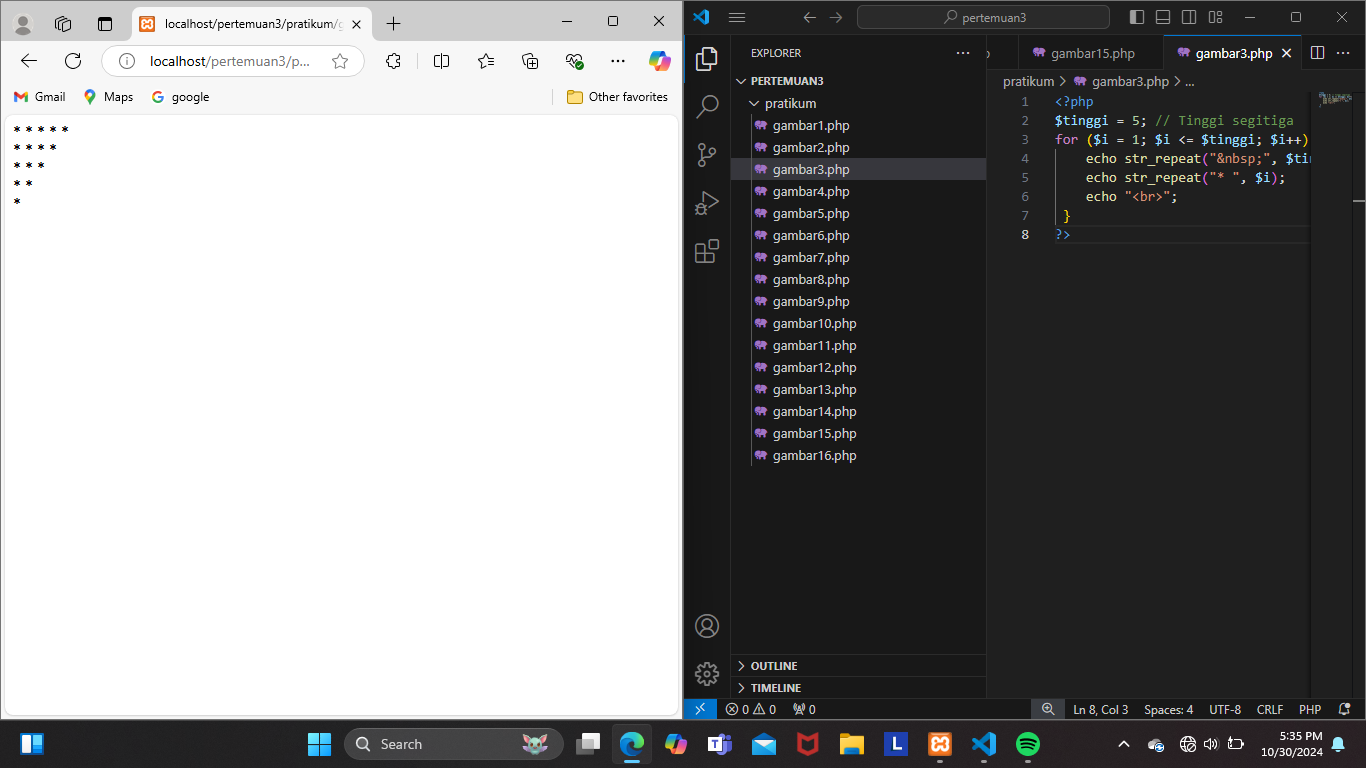 localhost/pertemuan3/pratikum/g
localhost/pertemuan3/p...
Gmail
Maps
google
Other favorites
* * * * *
* * * *
* * *
* *
*
pertemuan3
EXPLORER
PERTEMUAN3
pratikum
gambar1.php
gambar2.php
gambar3.php
gambar4.php
gambar5.php
gambar6.php
gambar7.php
gambar8.php
gambar9.php
gambar10.php
gambar11.php
gambar12.php
gambar13.php
gambar14.php
gambar15.php
gambar16.php
OUTLINE
TIMELINE
gambar15.php
gambar3.php
pratikum > gambar3.php > ...
1 <?php
2 $tinggi = 5; // Tinggi segitiga
3 for ($i = 1; $i <= $tinggi; $i++)
4 echo str_repeat("&nbsp;", $tin
5 echo str_repeat("* ", $i);
6 echo "<br>";
7 }
8 ?>
0 0 0
Ln 8, Col 3 Spaces: 4 UTF-8 CRLF PHP
Search
L
5:35 PM
10/30/2024